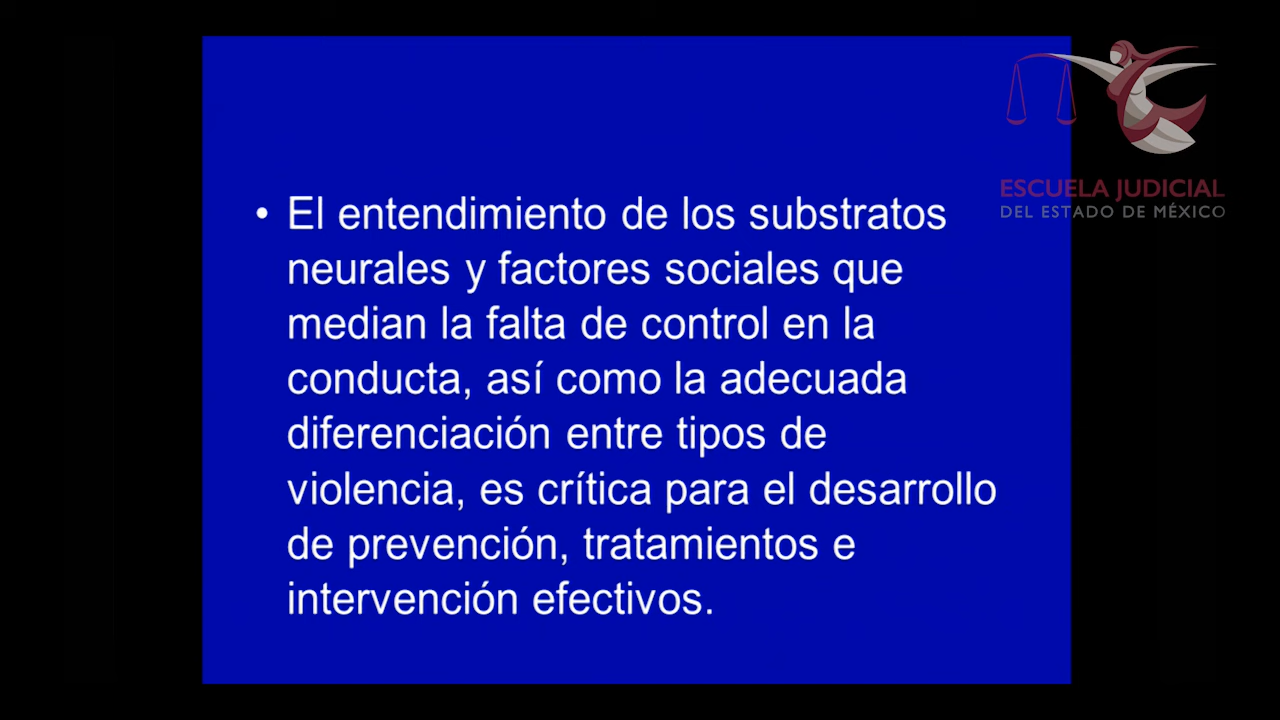 ESCUELA JUDICIAL
DEL ESTADO DE MÉXICO
• El entendimiento de los substratos
neurales y factores sociales que
median la falta de control en la
conducta, así como la adecuada
diferenciación entre tipos de
violencia, es crítica para el desarrollo
de prevención, tratamientos e
intervención efectivos.